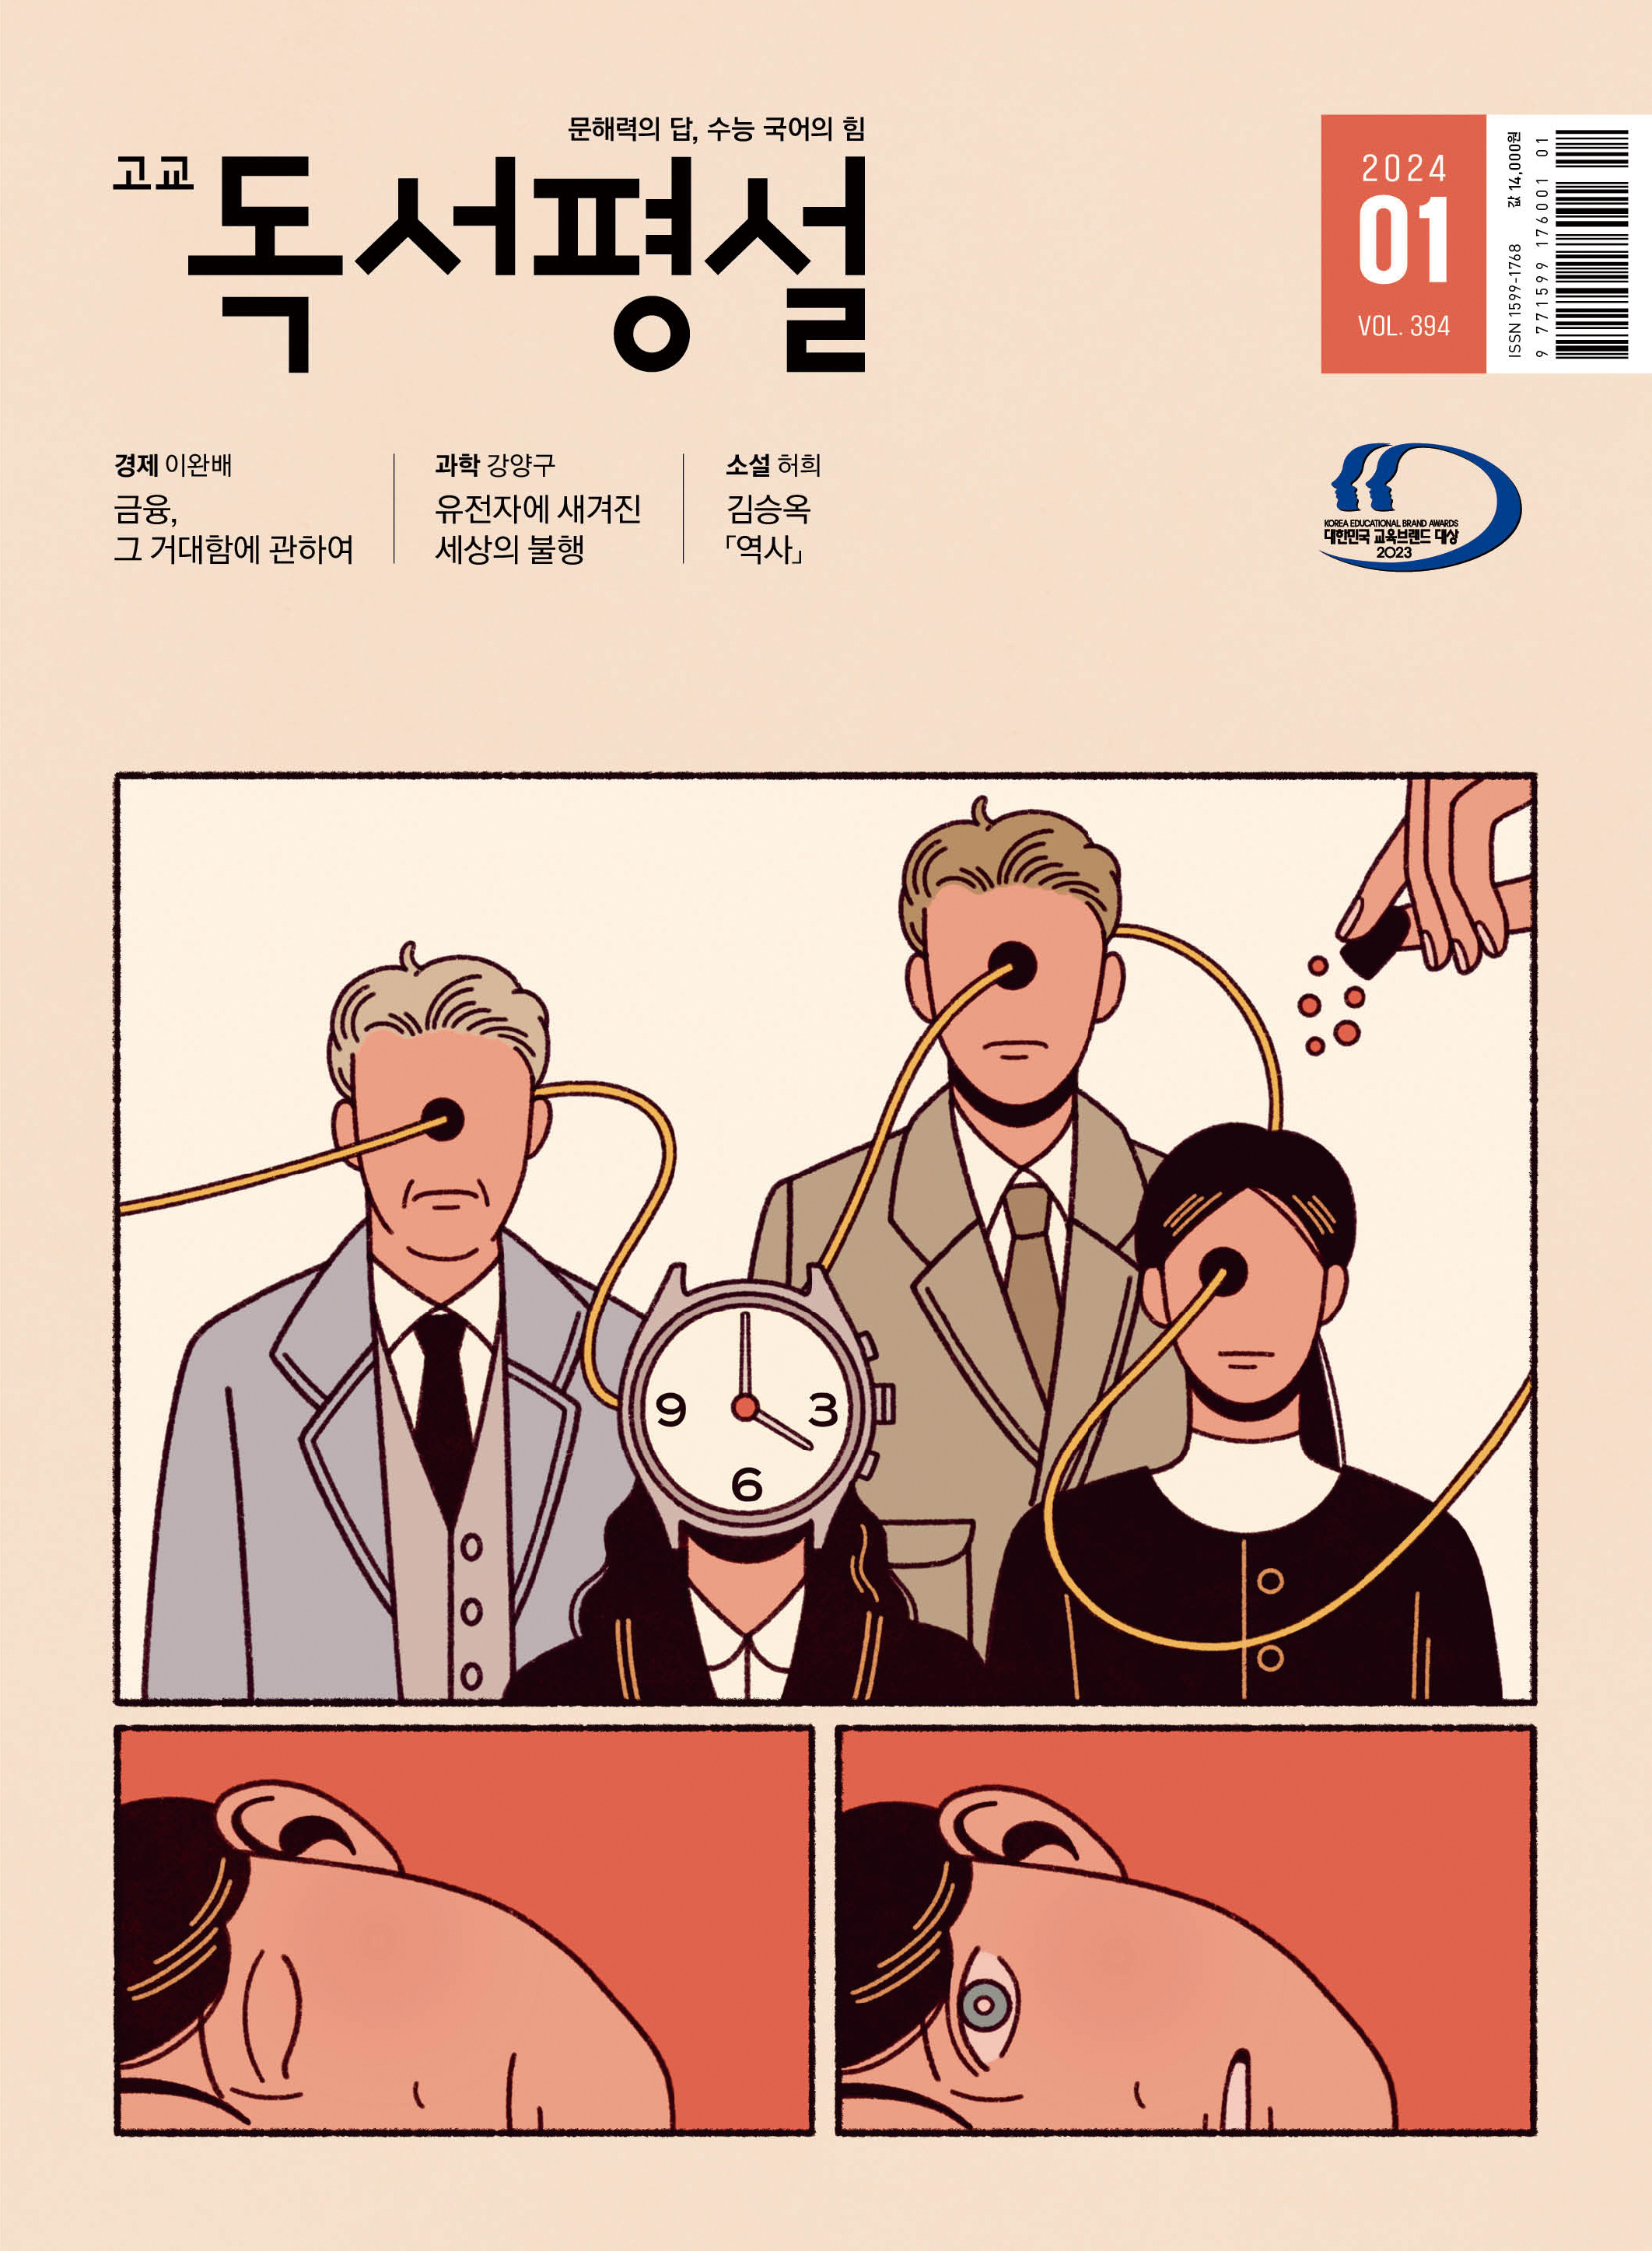 문해력의 답, 수능 국어의 힘
고교
독서평설
2024
01
VOL. 394
값 14,000원
ISSN 1599-1768
9 771599 176001 01
경제 이완배
금융,
그 거대함에 관하여
과학 강양구
유전자에 새겨진
세상의 불행
소설 허희
김승옥
「역사」
KOREA EDUCATIONAL BRAND AWARDS
대한민국 교육브랜드 대상
2023
9 3
6